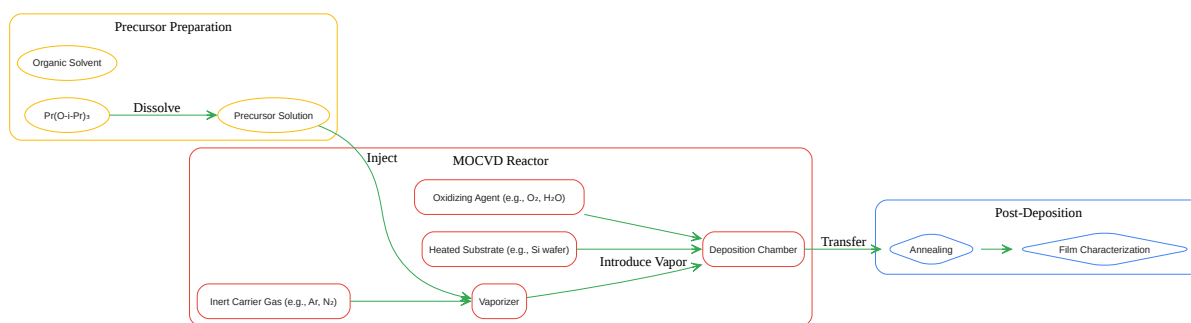 Precursor Preparation
Organic Solvent
Pr(O-i-Pr)₃
Dissolve
Precursor Solution
Inject
MOCVD Reactor
Oxidizing Agent (e.g., O₂, H₂O)
Heated Substrate (e.g., Si wafer)
Deposition Chamber
Introduce Vapor
Inert Carrier Gas (e.g., Ar, N₂)
Vaporizer
Transfer
Post-Deposition
Annealing
Film Characterization